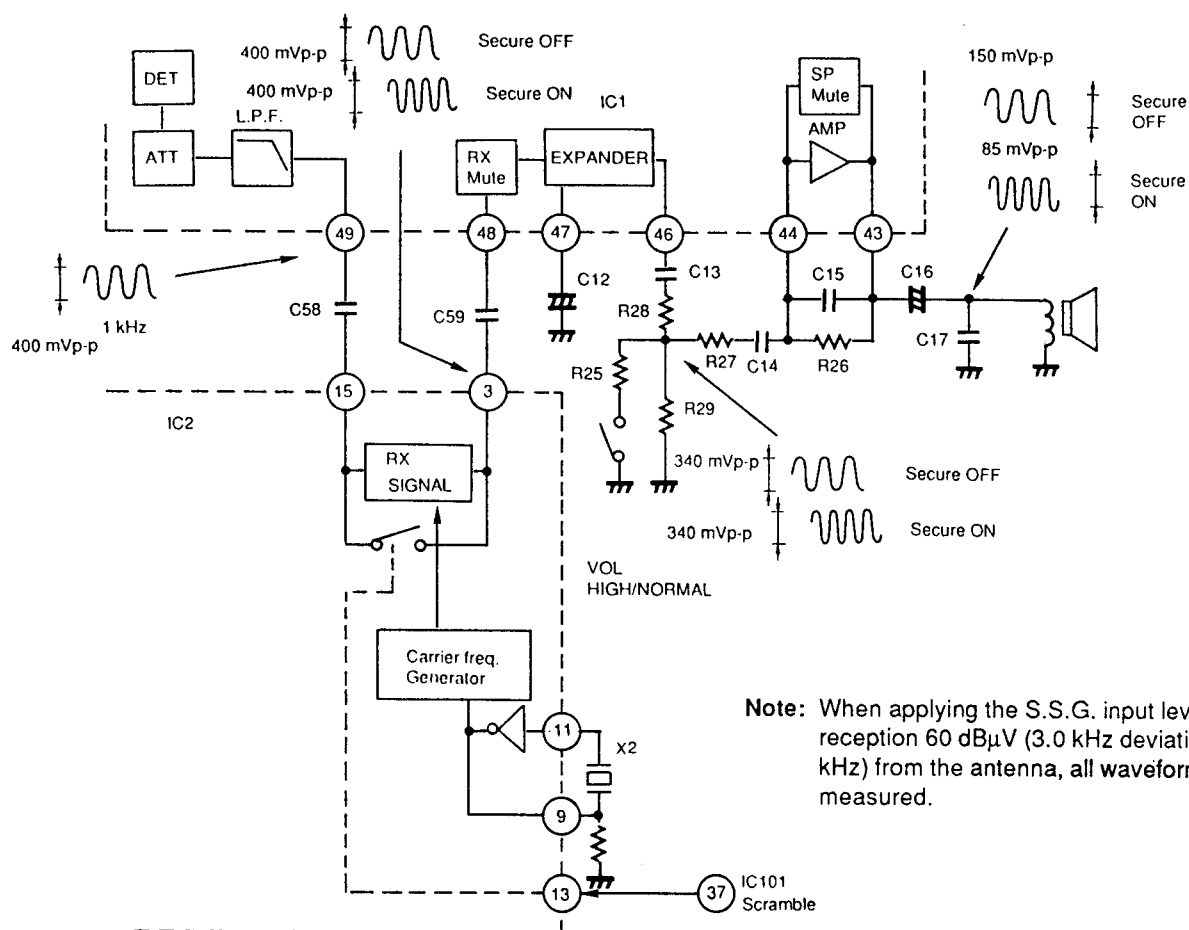 400 mVp-p
Secure OFF
400 mVp-p
Secure ON
150 mVp-p
Secure
OFF
85 mVp-p
Secure
ON
DET
ATT
L.P.F.
IC1
RX
Mute
EXPANDER
SP
Mute
AMP
49
48
47
46
44
43
1 kHz
400 mVp-p
C58
C59
C12
C13
R28
C15
C16
R27
C14
R26
C17
R25
R29
15
3
IC2
RX
SIGNAL
340 mVp-p
Secure OFF
340 mVp-p
Secure ON
VOL
HIGH/NORMAL
Carrier freq.
Generator
11
X2
9
13
37
IC101
Scramble
Note: When applying the S.S.G. input lev
reception 60 dBµV (3.0 kHz deviati
kHz) from the antenna, all waveform
measured.